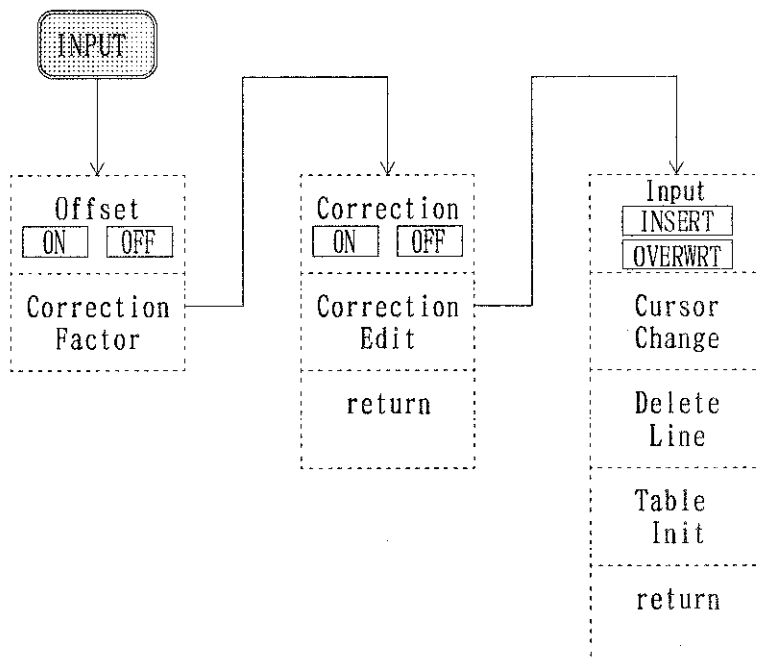 INPUT
Offset
ON OFF
Correction
Factor
Correction
ON OFF
Correction
Edit
return
Input
INSERT
OVERWRT
Cursor
Change
Delete
Line
Table
Init
return